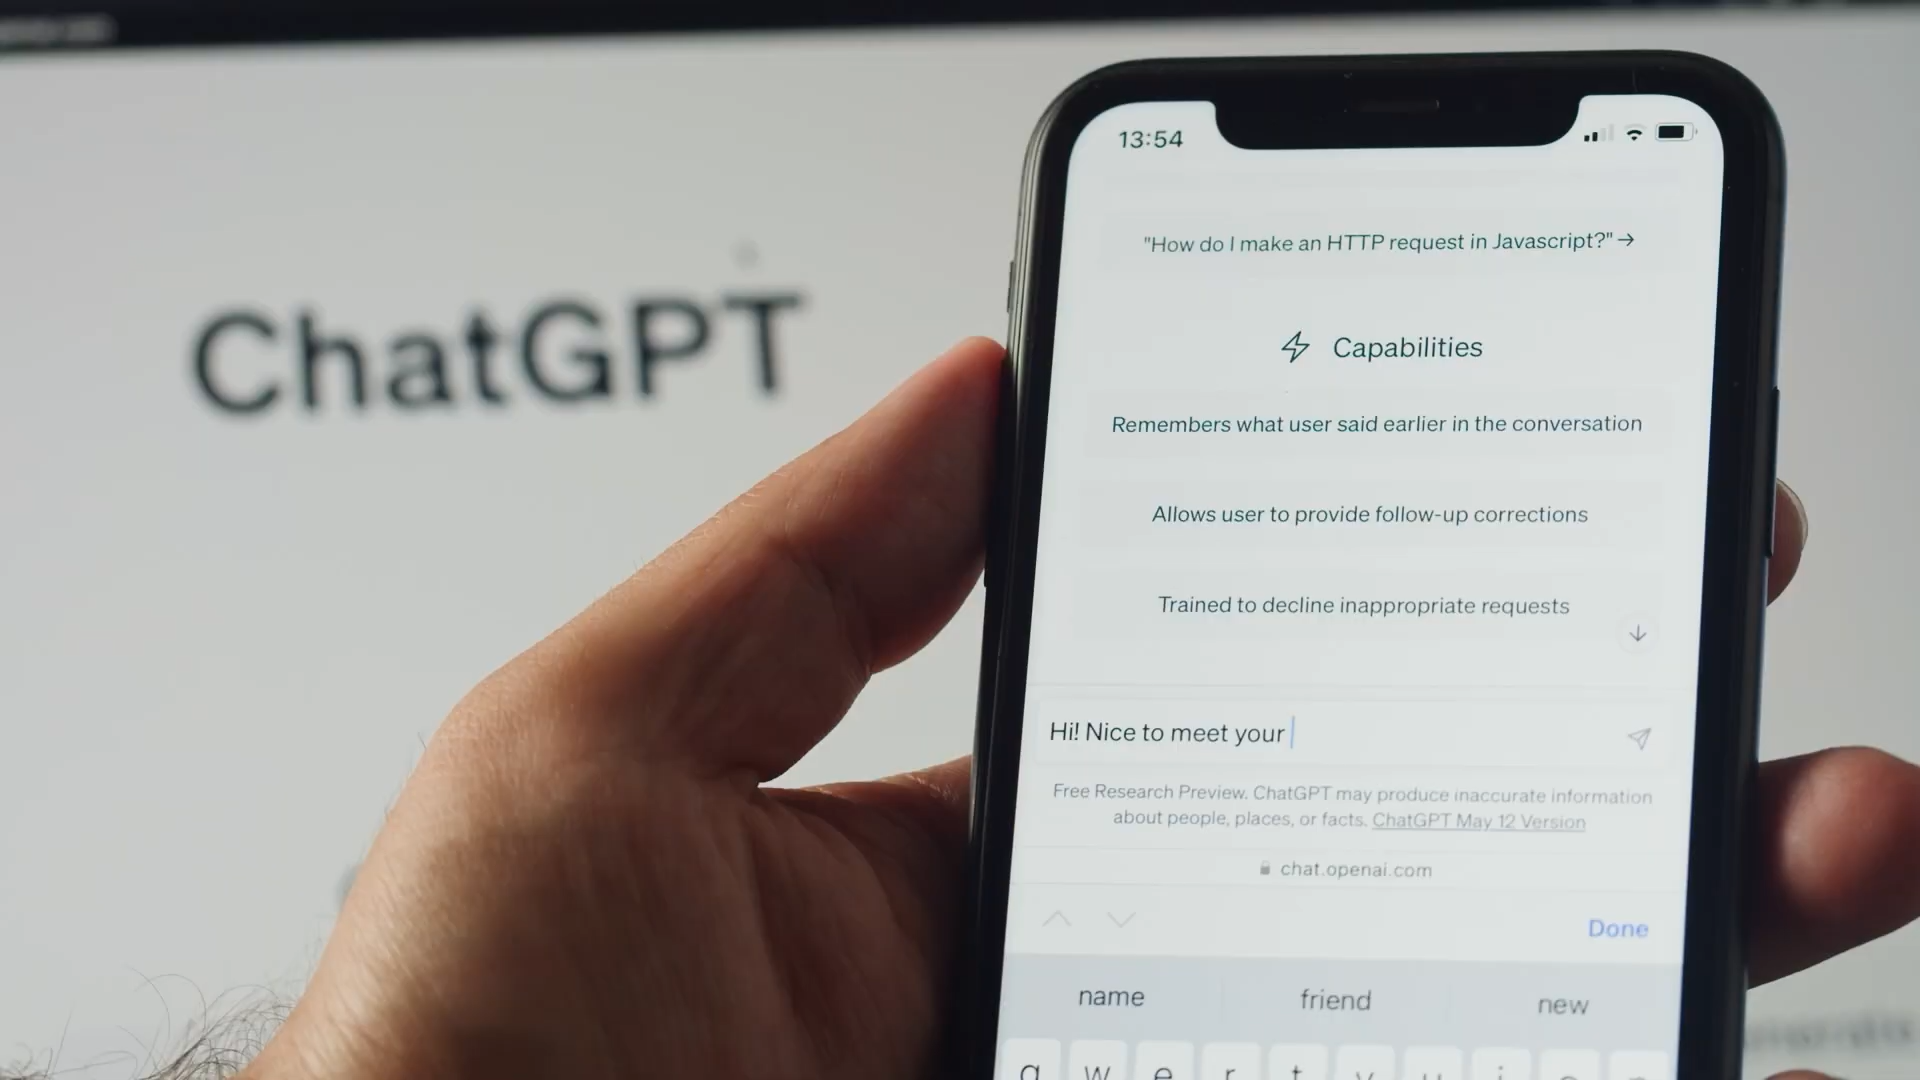 ChatGPT
13:54
"How do I make an HTTP request in Javascript?" →
Capabilities
Remembers what user said earlier in the conversation
Allows user to provide follow-up corrections
Trained to decline inappropriate requests
Hi! Nice to meet your
Free Research Preview. ChatGPT may produce inaccurate information
about people, places, or facts. ChatGPT May 12 Version
chat.openai.com
Done
name friend new
q w e r t y u i o p